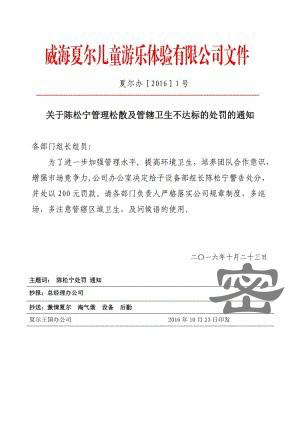 威海夏尔儿童游乐体验有限公司文件
夏尔办［2016］1号
关于陈松宁管理松散及管辖卫生不达标的处罚的通知
各部门组长组员：
为了进一步加强管理水平，提高环境卫生，培养团队合作意识，
增强市场竞争力，公司办公室决定给予设备部组长陈松宁警告处分，
并处以200元罚款。请各部门负责人严格落实公司规章制度，多巡
场，多注意管辖区域卫生，及问候语的使用。
二〇一六年十月二十三日
主题词： 陈松宁处罚 通知
抄报：总经理办公司
抄送：激情夏尔 淘气堡 设备 后勤
夏尔王国办公司 2016年10月23日印发
密